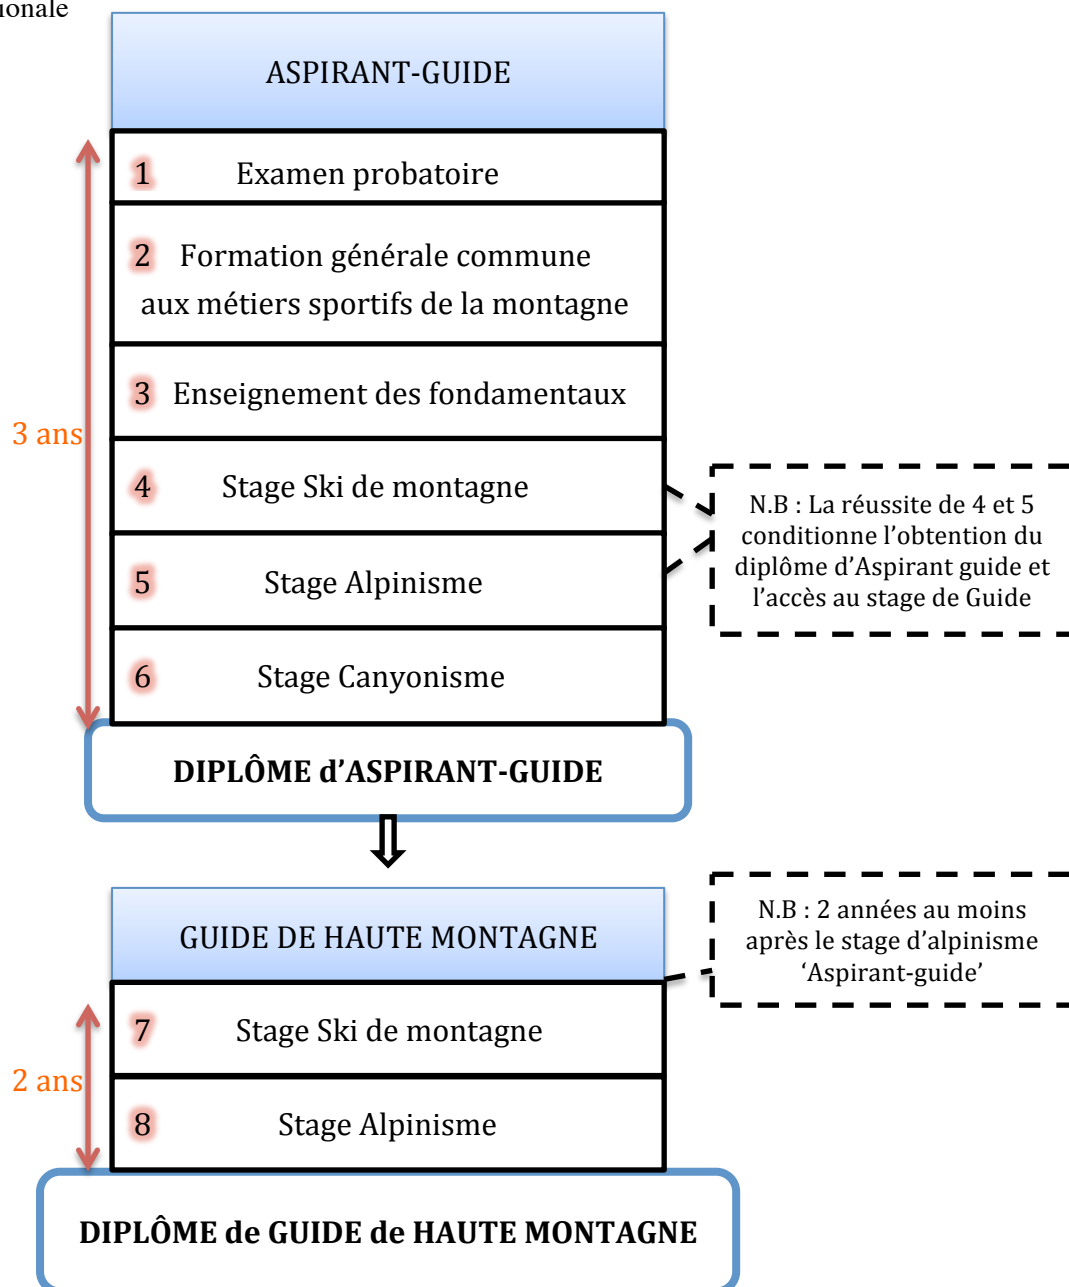 ionale
ASPIRANT-GUIDE
1 Examen probatoire
2 Formation générale commune
aux métiers sportifs de la montagne
3 Enseignement des fondamentaux
3 ans
4 Stage Ski de montagne
N.B : La réussite de 4 et 5
conditionne l’obtention du
diplôme d’Aspirant guide et
l’accès au stage de Guide
5 Stage Alpinisme
6 Stage Canyonisme
DIPLÔME d'ASPIRANT-GUIDE
GUIDE DE HAUTE MONTAGNE
N.B : 2 années au moins
après le stage d’alpinisme
‘Aspirant-guide’
7 Stage Ski de montagne
2 ans
8 Stage Alpinisme
DIPLÔME de GUIDE de HAUTE MONTAGNE